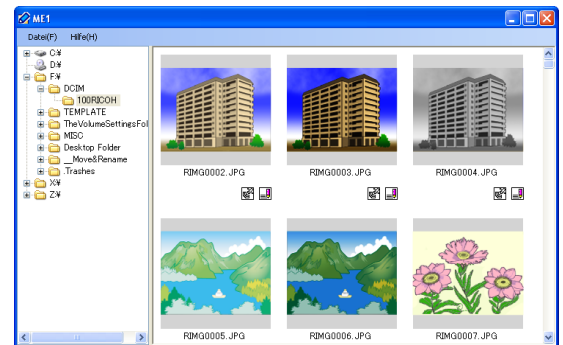 ME1
Datei(F) Hilfe(H)
C:¥
D:¥
F:¥
DCIM
100RICOH
TEMPLATE
TheVolumeSettingsFol
MISC
Desktop Folder
__Move&Rename
.Trashes
X:¥
Z:¥
RIMG0002.JPG RIMG0003.JPG RIMG0004.JPG
RIMG0005.JPG RIMG0006.JPG RIMG0007.JPG